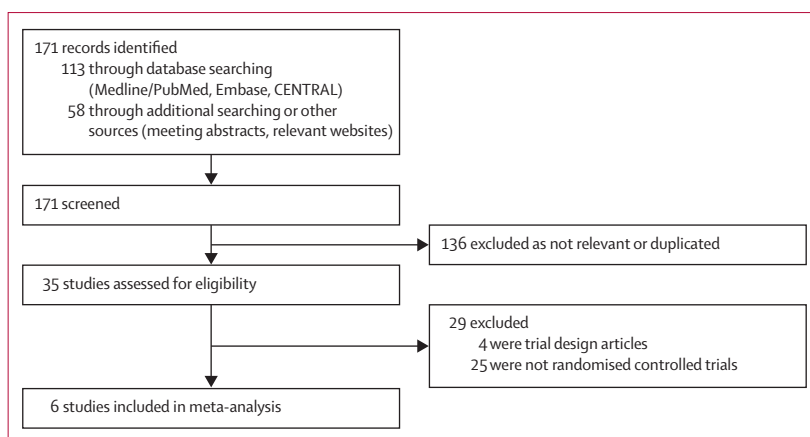 171 records identified
113 through database searching
(Medline/PubMed, Embase, CENTRAL)
58 through additional searching or other
sources (meeting abstracts, relevant websites)
171 screened
136 excluded as not relevant or duplicated
35 studies assessed for eligibility
29 excluded
4 were trial design articles
25 were not randomised controlled trials
6 studies included in meta-analysis